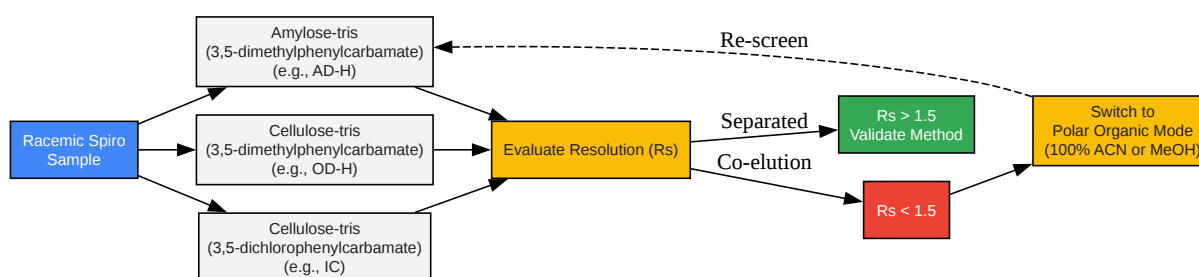 Racemic Spiro
Sample
Amylose-tris
(3,5-dimethylphenylcarbamate)
(e.g., AD-H)
Cellulose-tris
(3,5-dimethylphenylcarbamate)
(e.g., OD-H)
Cellulose-tris
(3,5-dichlorophenylcarbamate)
(e.g., IC)
Evaluate Resolution (Rs)
Separated
Co-elution
Rs > 1.5
Validate Method
Rs < 1.5
Re-screen
Switch to
Polar Organic Mode
(100% ACN or MeOH)